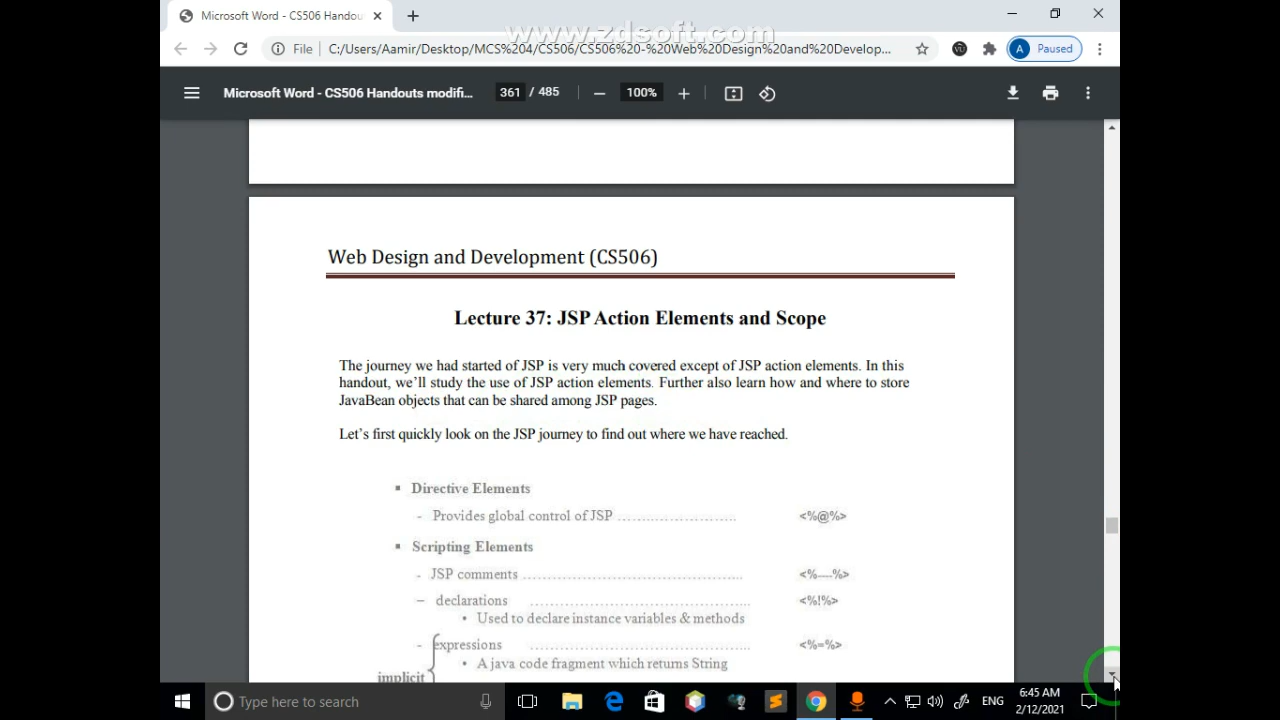 Microsoft Word - CS506 Handou
www.zdsoft.com
File C:/Users/Aamir/Desktop/MCS%204/CS506/CS506%20-%20Web%20Design%20and%20Develop...
A Paused
Microsoft Word - CS506 Handouts modifi...
361 / 485
100%
Web Design and Development (CS506)
Lecture 37: JSP Action Elements and Scope
The journey we had started of JSP is very much covered except of JSP action elements. In this
handout, we'll study the use of JSP action elements. Further also learn how and where to store
JavaBean objects that can be shared among JSP pages.
Let's first quickly look on the JSP journey to find out where we have reached.
▪ Directive Elements
- Provides global control of JSP ........................ <%@%>
▪ Scripting Elements
- JSP comments ............................................ <%----%>
– declarations ............................................ <%!%>
• Used to declare instance variables & methods
- expressions ............................................ <%=%>
• A java code fragment which returns String
implicit
Type here to search
ENG
6:45 AM
2/12/2021